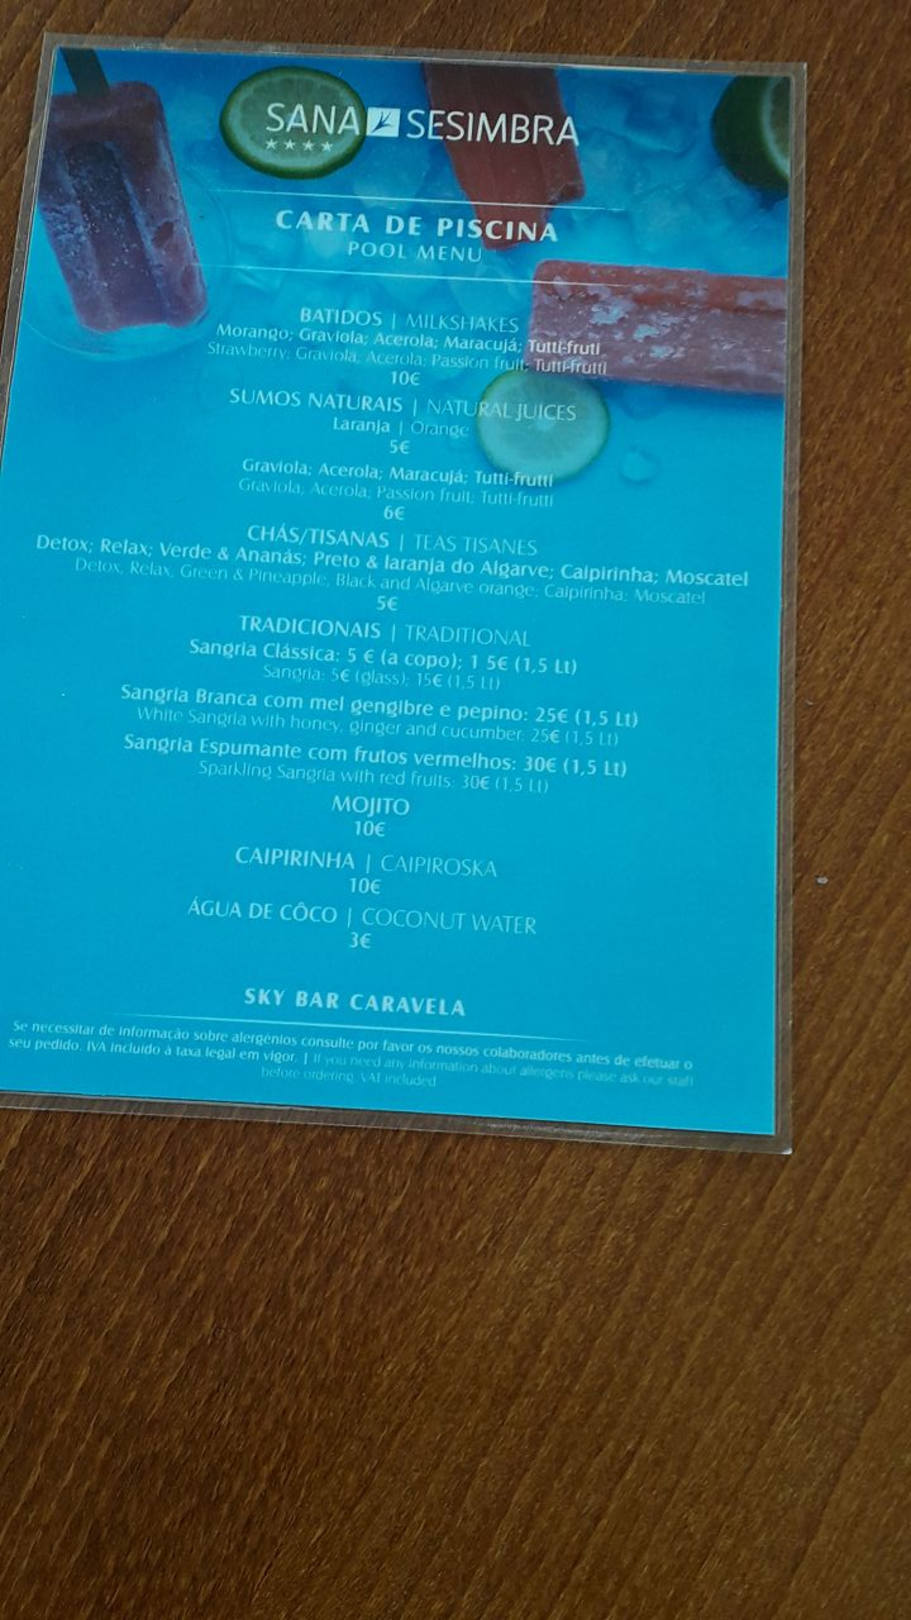 SANA SESIMBRA
CARTA DE PISCINA
POOL MENU
BATIDOS | MILKSHAKES
Morango; Graviola; Acerola; Maracujá; Tutti-fruti
Strawberry; Graviola; Acerola; Passion fruit; Tutti-frutti
10€
SUMOS NATURAIS | NATURAL JUICES
Laranja | Orange
5€
Graviola; Acerola; Maracujá; Tutti-frutti
Graviola; Acerola; Passion fruit; Tutti-frutti
6€
CHÁS/TISANAS | TEAS TISANES
Detox; Relax; Verde & Ananás; Preto & laranja do Algarve; Caipirinha; Moscatel
Detox, Relax, Green & Pineapple, Black and Algarve orange; Caipirinha; Moscatel
5€
TRADICIONAIS | TRADITIONAL
Sangria Clássica: 5 € (a copo); 1 5€ (1,5 Lt)
Sangria: 5€ (glass); 15€ (1,5 Lt)
Sangria Branca com mel gengibre e pepino: 25€ (1,5 Lt)
White Sangria with honey, ginger and cucumber: 25€ (1,5 Lt)
Sangria Espumante com frutos vermelhos: 30€ (1,5 Lt)
Sparkling Sangria with red fruits: 30€ (1,5 Lt)
MOJITO
10€
CAIPIRINHA | CAIPIROSKA
10€
ÁGUA DE CÔCO | COCONUT WATER
3€
SKY BAR CARAVELA
Se necessitar de informação sobre alergénios consulte por favor os nossos colaboradores antes de efetuar o
seu pedido. IVA incluido à taxa legal em vigor. | If you need any information about allergens please ask our staff
before ordering. VAT included